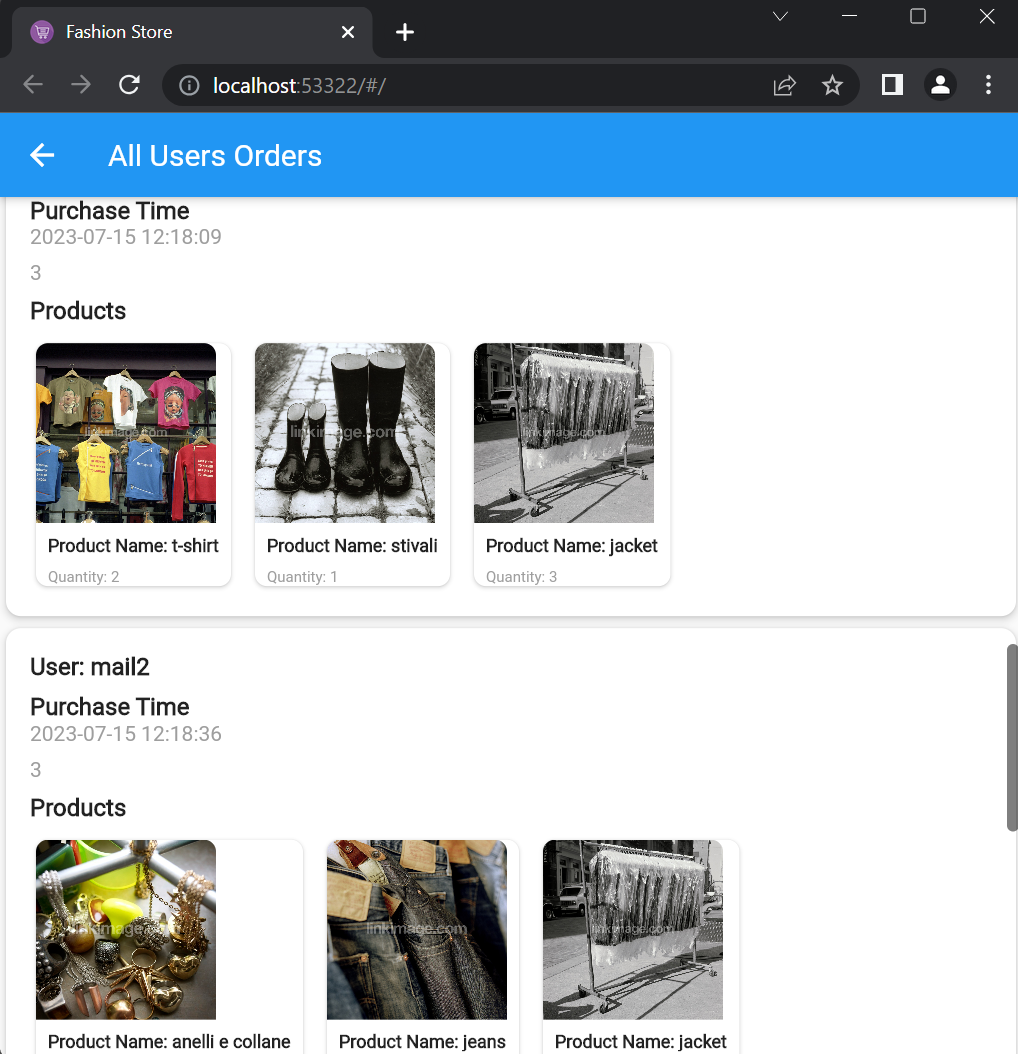 Fashion Store
localhost:53322/#/
All Users Orders
Purchase Time
2023-07-15 12:18:09
3
Products
linkimage.com
linkimage.com
linkimage.com
Product Name: t-shirt
Product Name: stivali
Product Name: jacket
Quantity: 2
Quantity: 1
Quantity: 3
User: mail2
Purchase Time
2023-07-15 12:18:36
3
Products
linkimage.com
linkimage.com
linkimage.com
Product Name: anelli e collane
Product Name: jeans
Product Name: jacket